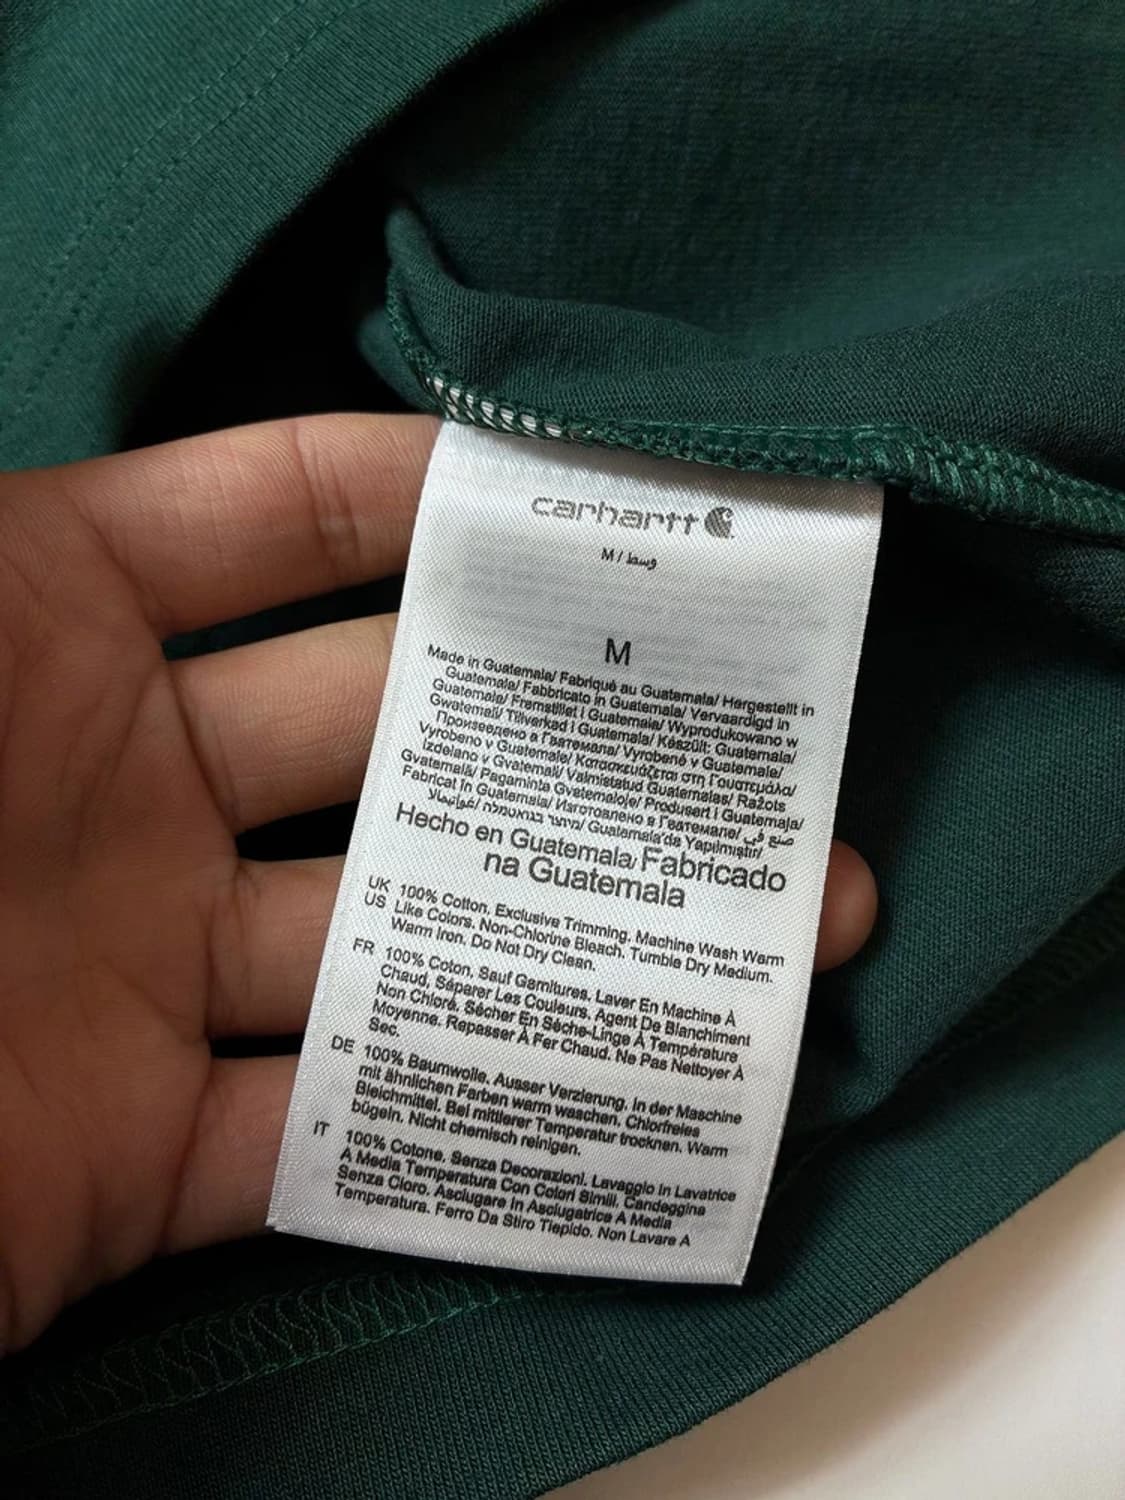 carhartt
M / وسط
M
Made in Guatemala/ Fabriqué au Guatemala/ Hergestellt in
Guatemala/ Fabbricato in Guatemala/ Vervaardigd in
Guatemala/ Fremstillet i Guatemala/ Wyprodukowano w
Gwatemali/ Tillverkad i Guatemala/ Készült: Guatemala/
Произведено в Гватемала/ Vyrobené v Guatemale/
Vyrobeno v Guatemale/ Κατασκευάζεται στη Γουατεμάλα/
Izdelano v Gvatemali/ Valmistatud Guatemalas/ Ražots
Gvatemalā/ Pagaminta Gvatemaloje/ Produsert i Guatemala/
Fabricat în Guatemala/ Изготовлено в Гватемале/ صنع في
/מיוצר בגואטמלה Guatemala'da Yapılmıştır/
Hecho en Guatemala/ Fabricado
na Guatemala
UK 100% Cotton. Exclusive Trimming. Machine Wash Warm
US Like Colors. Non-Chlorine Bleach. Tumble Dry Medium.
Warm Iron. Do Not Dry Clean.
FR 100% Coton. Sauf Garnitures. Laver En Machine À
Chaud, Séparer Les Couleurs. Agent De Blanchiment
Non Chloré. Sécher En Sèche-Linge À Température
Moyenne. Repasser À Fer Chaud. Ne Pas Nettoyer À
Sec.
DE 100% Baumwolle. Ausser Verzierung. In der Maschine
mit ähnlichen Farben warm waschen. Chlorfreies
Bleichmittel. Bei mittlerer Temperatur trocknen. Warm
bügeln. Nicht chemisch reinigen.
IT 100% Cotone. Senza Decorazioni. Lavaggio In Lavatrice
A Media Temperatura Con Colori Simili. Candeggina
Senza Cloro. Asciugare In Asciugatrice A Media
Temperatura. Ferro Da Stiro Tiepido. Non Lavare A